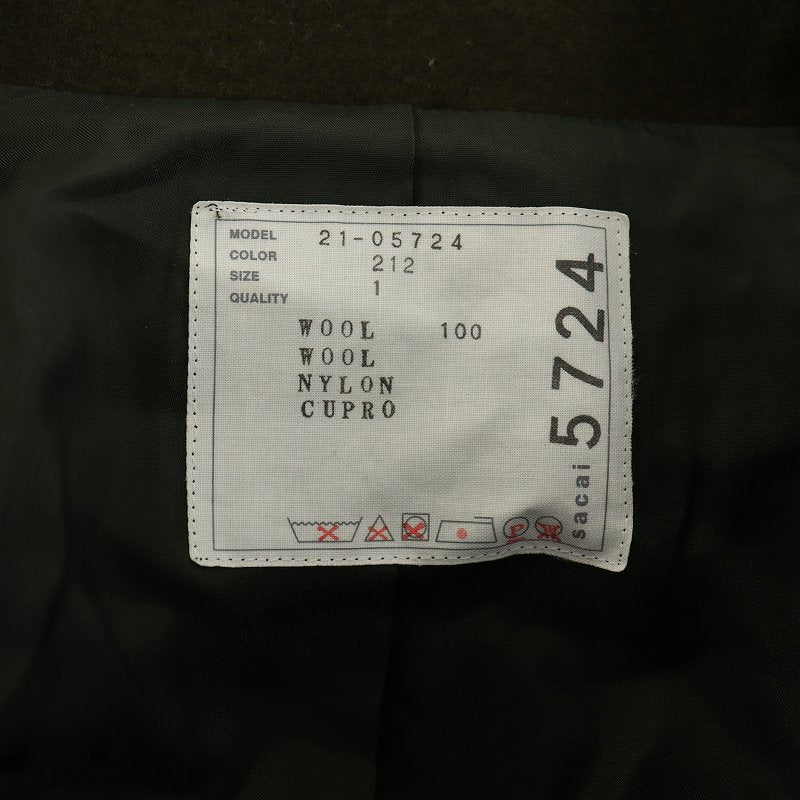 MODEL 21-05724
COLOR 212
SIZE 1
QUALITY
WOOL 100
WOOL
NYLON
CUPRO
sacai 5724
P W